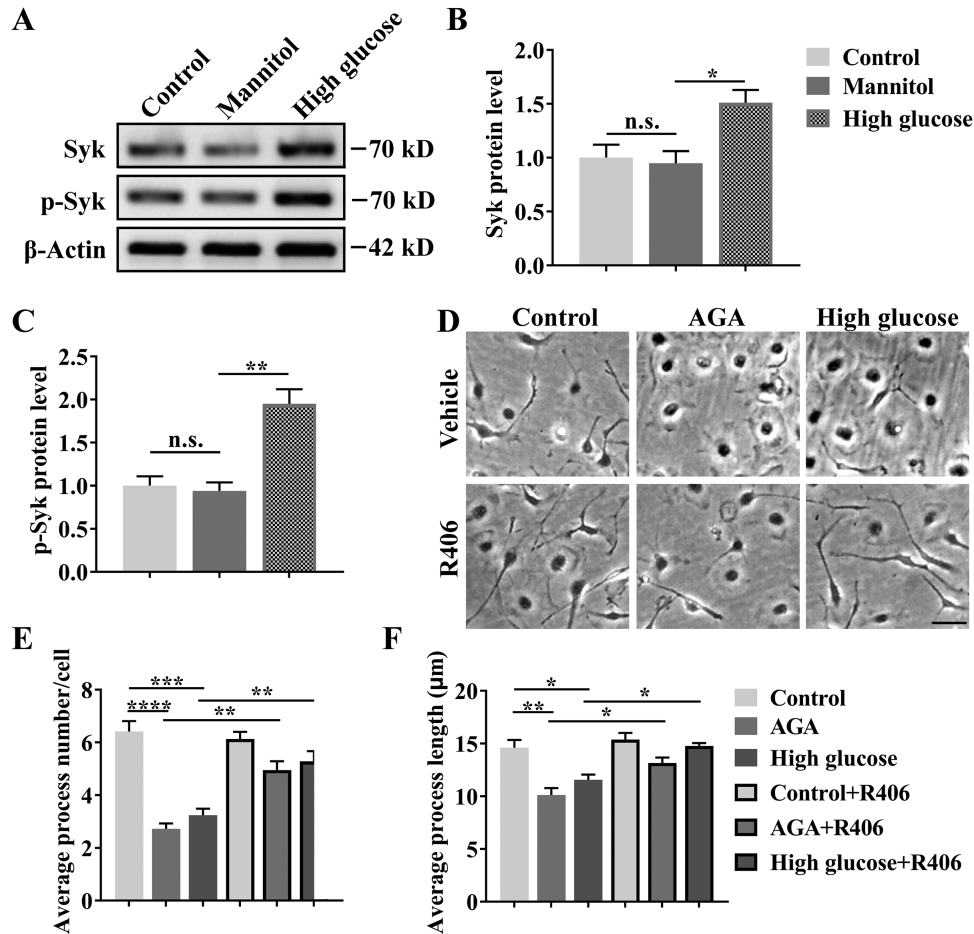 A
Control
Mannitol
High glucose
Syk
70 kD
p-Syk
70 kD
β-Actin
42 kD
B
Syk protein level
2.0
1.5
1.0
0.5
0.0
n.s.
*
Control
Mannitol
High glucose
C
p-Syk protein level
2.5
2.0
1.5
1.0
0.5
0.0
n.s.
**
D
Control
AGA
High glucose
Vehicle
R406
E
Average process number/cell
8
6
4
2
0
***
****
**
**
F
Average process length (μm)
20
15
10
5
0
*
**
*
*
Control
AGA
High glucose
Control+R406
AGA+R406
High glucose+R406